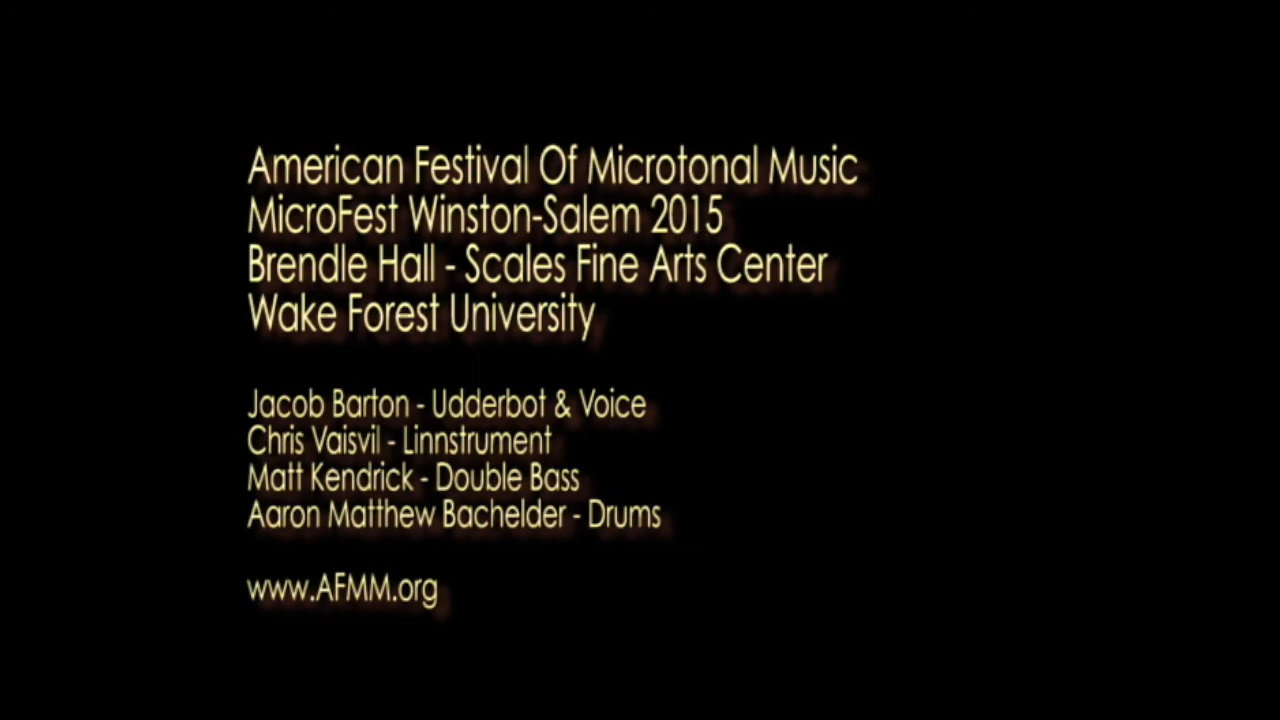 American Festival Of Microtonal Music
MicroFest Winston-Salem 2015
Brendle Hall - Scales Fine Arts Center
Wake Forest University
Jacob Barton - Udderbot & Voice
Chris Vaisvil - Linnstrument
Matt Kendrick - Double Bass
Aaron Matthew Bachelder - Drums
www.AFMM.org